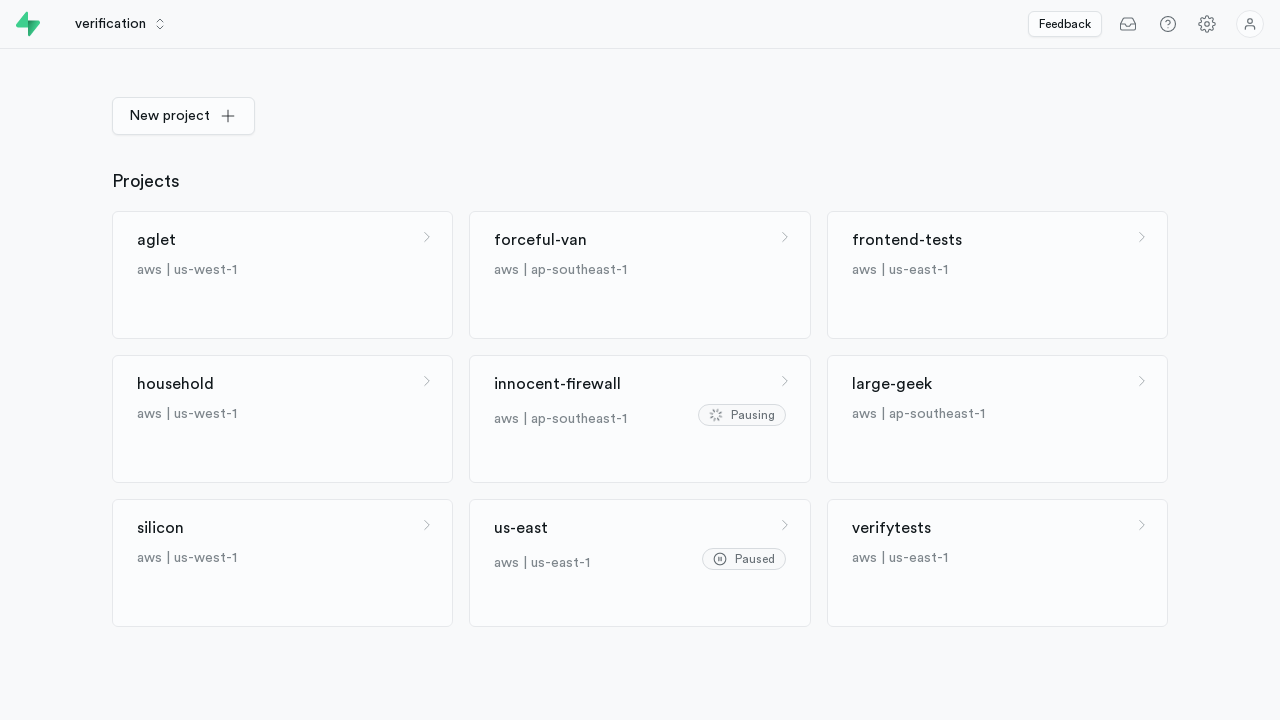 verification
Feedback
New project
Projects
aglet
aws | us-west-1
forceful-van
aws | ap-southeast-1
frontend-tests
aws | us-east-1
household
aws | us-west-1
innocent-firewall
aws | ap-southeast-1
Pausing
large-geek
aws | ap-southeast-1
silicon
aws | us-west-1
us-east
aws | us-east-1
Paused
verifytests
aws | us-east-1